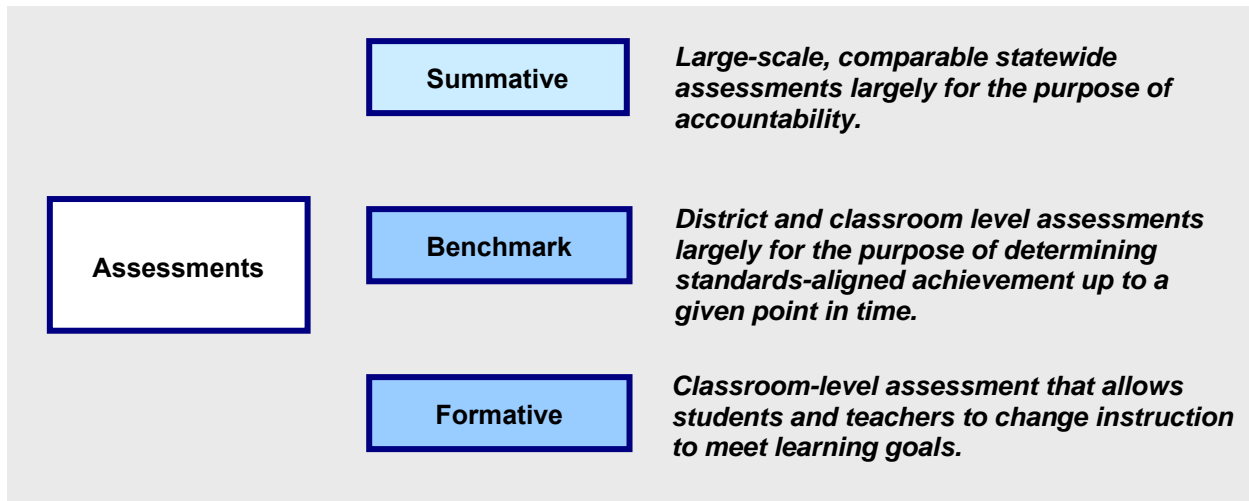 Summative
Large-scale, comparable statewide
assessments largely for the purpose of
accountability.
Assessments
Benchmark
District and classroom level assessments
largely for the purpose of determining
standards-aligned achievement up to a
given point in time.
Formative
Classroom-level assessment that allows
students and teachers to change instruction
to meet learning goals.